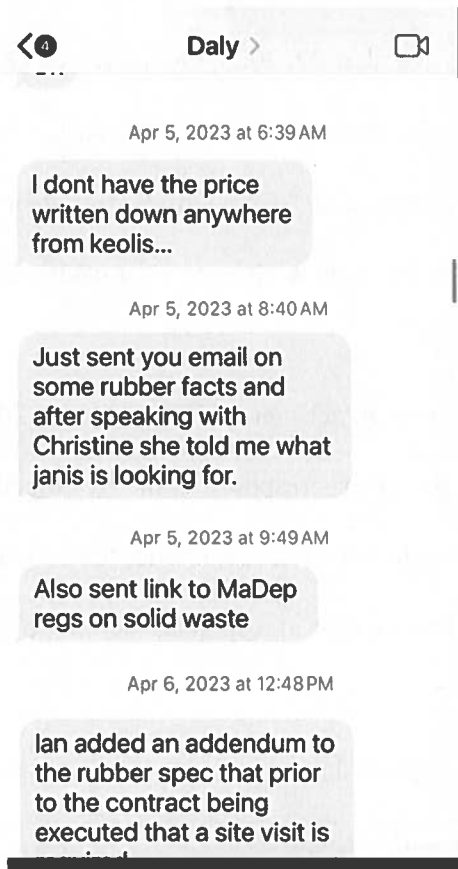 4
Daly >
Apr 5, 2023 at 6:39 AM
I dont have the price
written down anywhere
from keolis...
Apr 5, 2023 at 8:40 AM
Just sent you email on
some rubber facts and
after speaking with
Christine she told me what
janis is looking for.
Apr 5, 2023 at 9:49 AM
Also sent link to MaDep
regs on solid waste
Apr 6, 2023 at 12:48 PM
Ian added an addendum to
the rubber spec that prior
to the contract being
executed that a site visit is